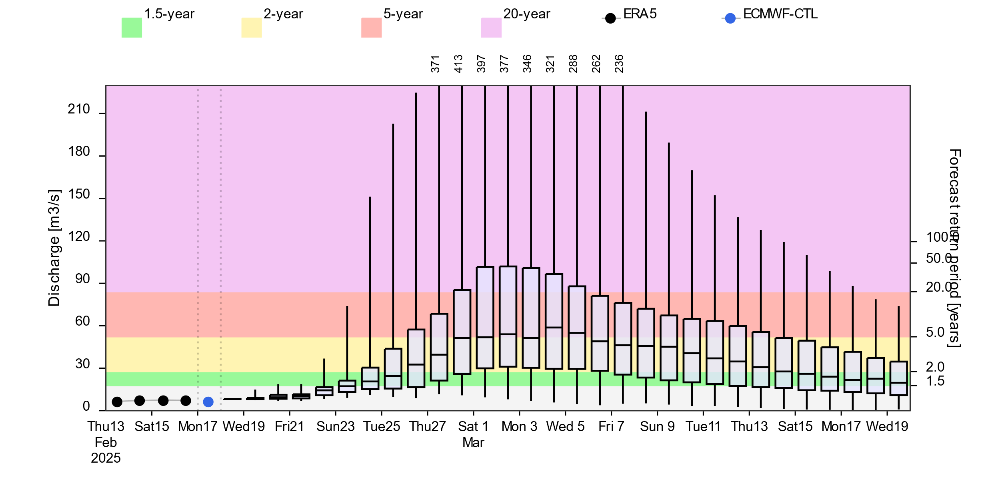 1.5-year 2-year 5-year 20-year ERA5 ECMWF-CTL
371 413 397 377 346 321 288 262 236
Discharge [m3/s]
210
180
150
120
90
60
30
0
Forecast return period [years]
100.0
50.0
20.0
5.0
2.0
1.5
Thu13 Sat15 Mon17 Wed19 Fri21 Sun23 Tue25 Thu27 Sat 1 Mon 3 Wed 5 Fri 7 Sun 9 Tue11 Thu13 Sat15 Mon17 Wed19
Feb Mar
2025